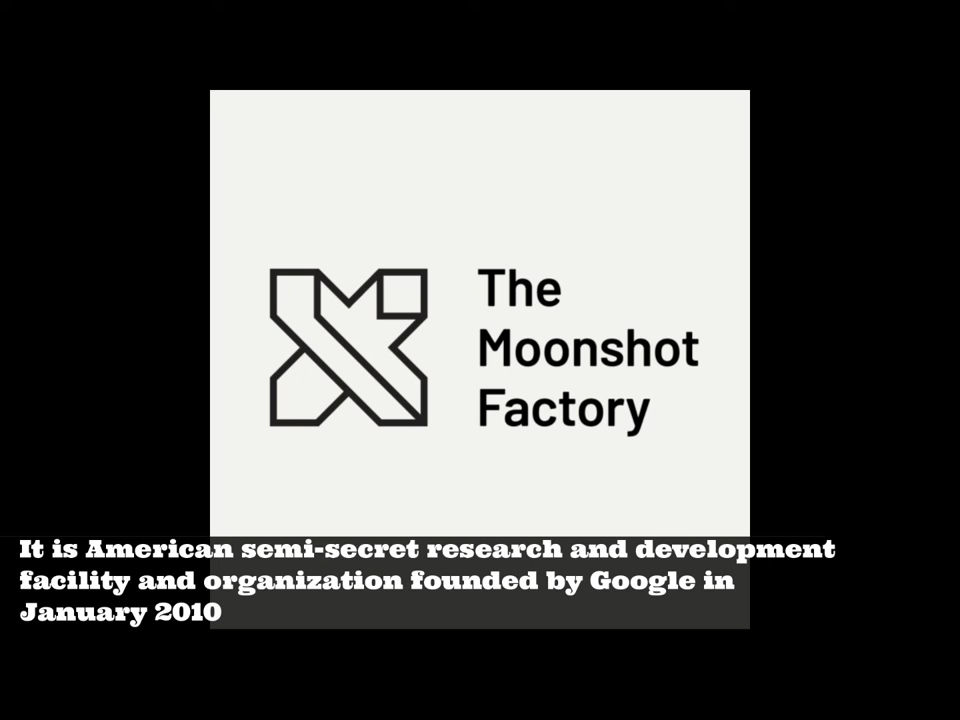 The
Moonshot
Factory
It is American semi-secret research and development
facility and organization founded by Google in
January 2010